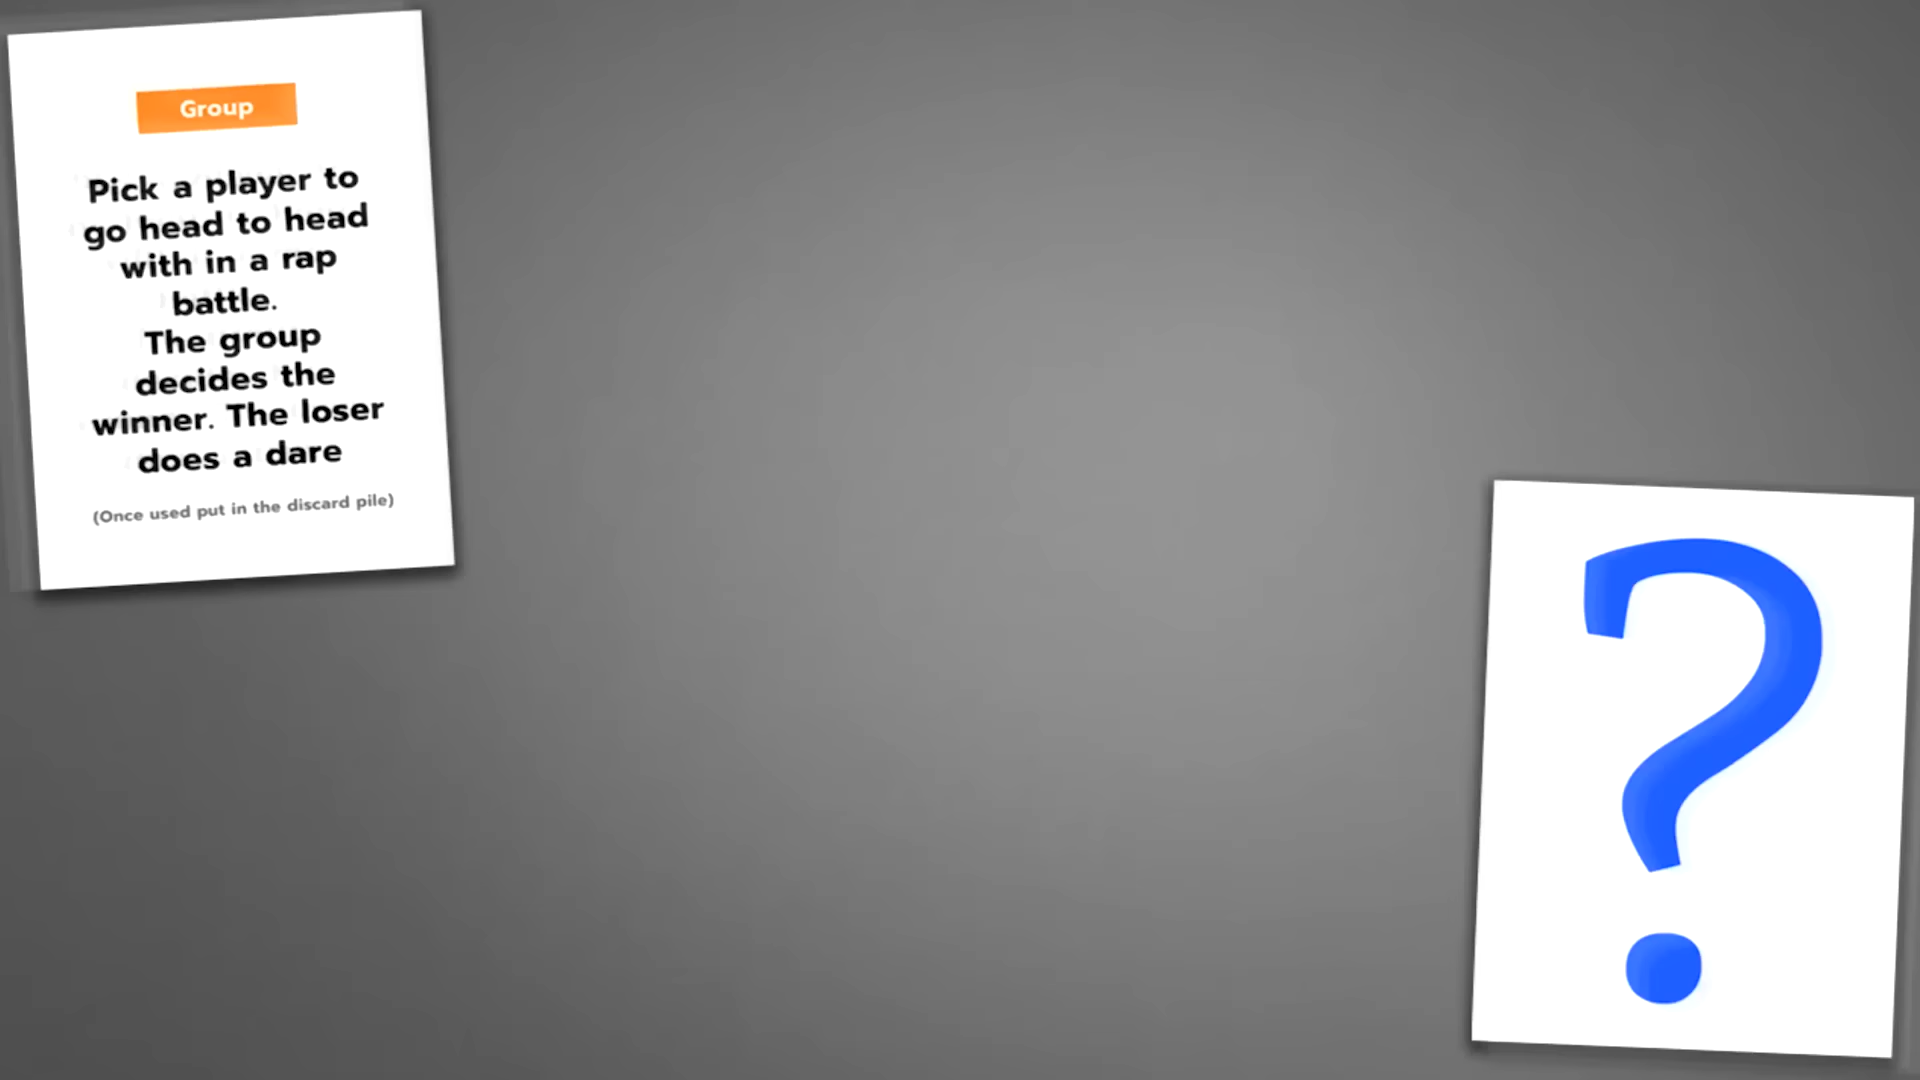 Group
Pick a player to
go head to head
with in a rap
battle.
The group
decides the
winner. The loser
does a dare
(Once used put in the discard pile)
?